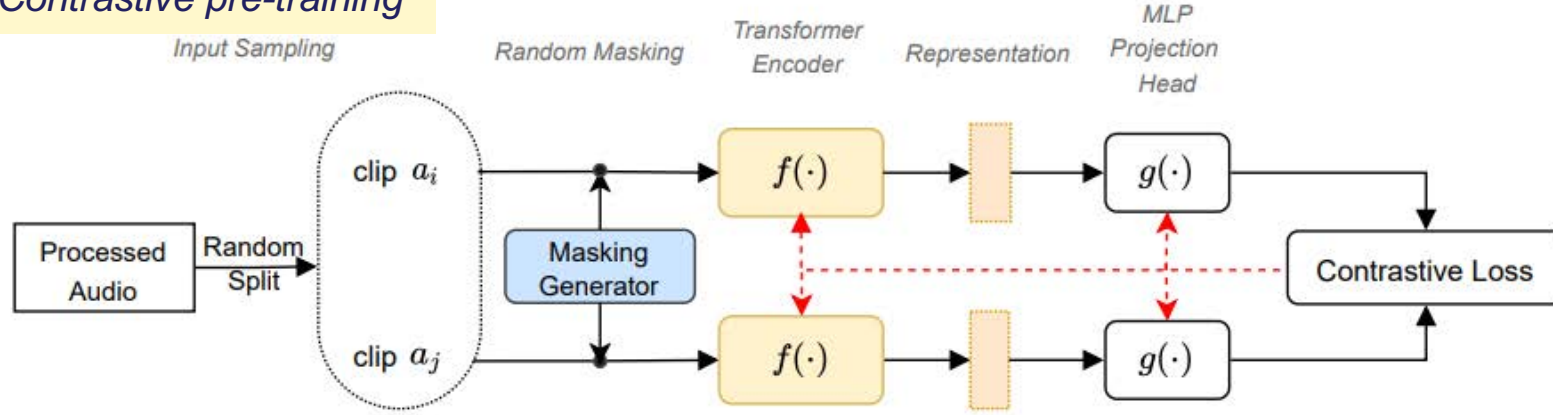 Contrastive pre-training
Input Sampling
Random Masking
Transformer
Encoder
Representation
MLP
Projection
Head
clip a_i
f(·)
g(·)
Processed
Audio
Random
Split
Masking
Generator
Contrastive Loss
clip a_j
f(·)
g(·)